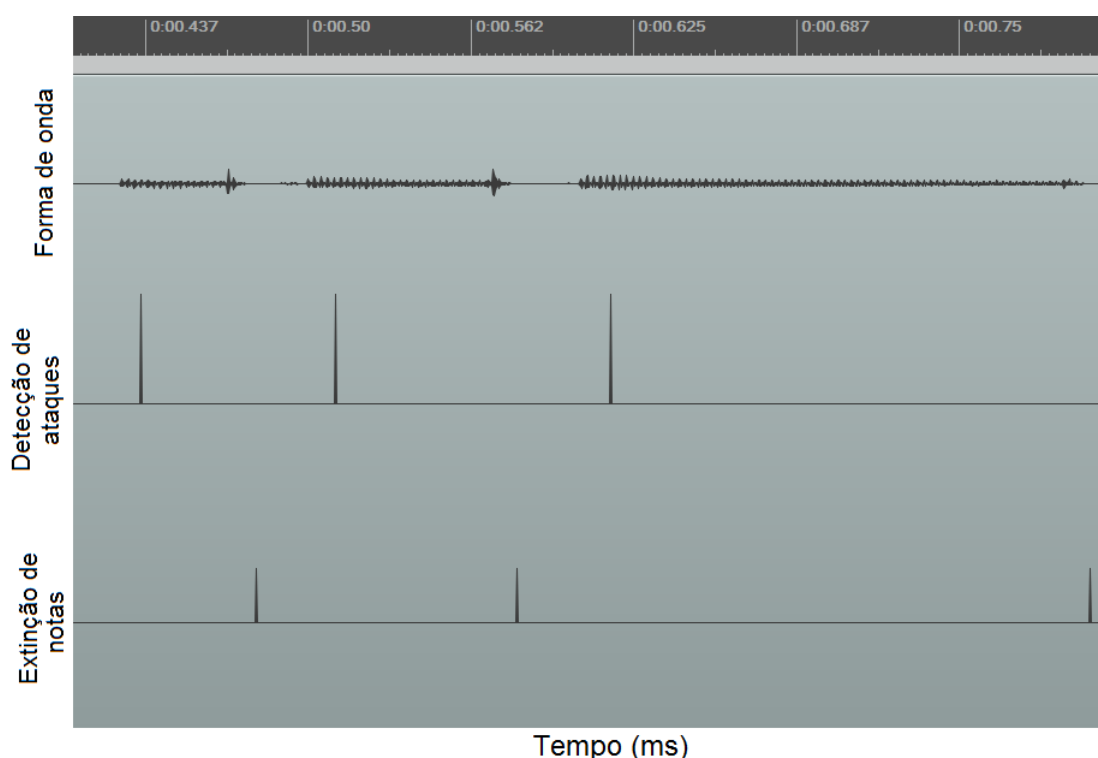 0:00.437 0:00.50 0:00.562 0:00.625 0:00.687 0:00.75
Forma de onda
Detecção de
ataques
Extinção de
notas
Tempo (ms)